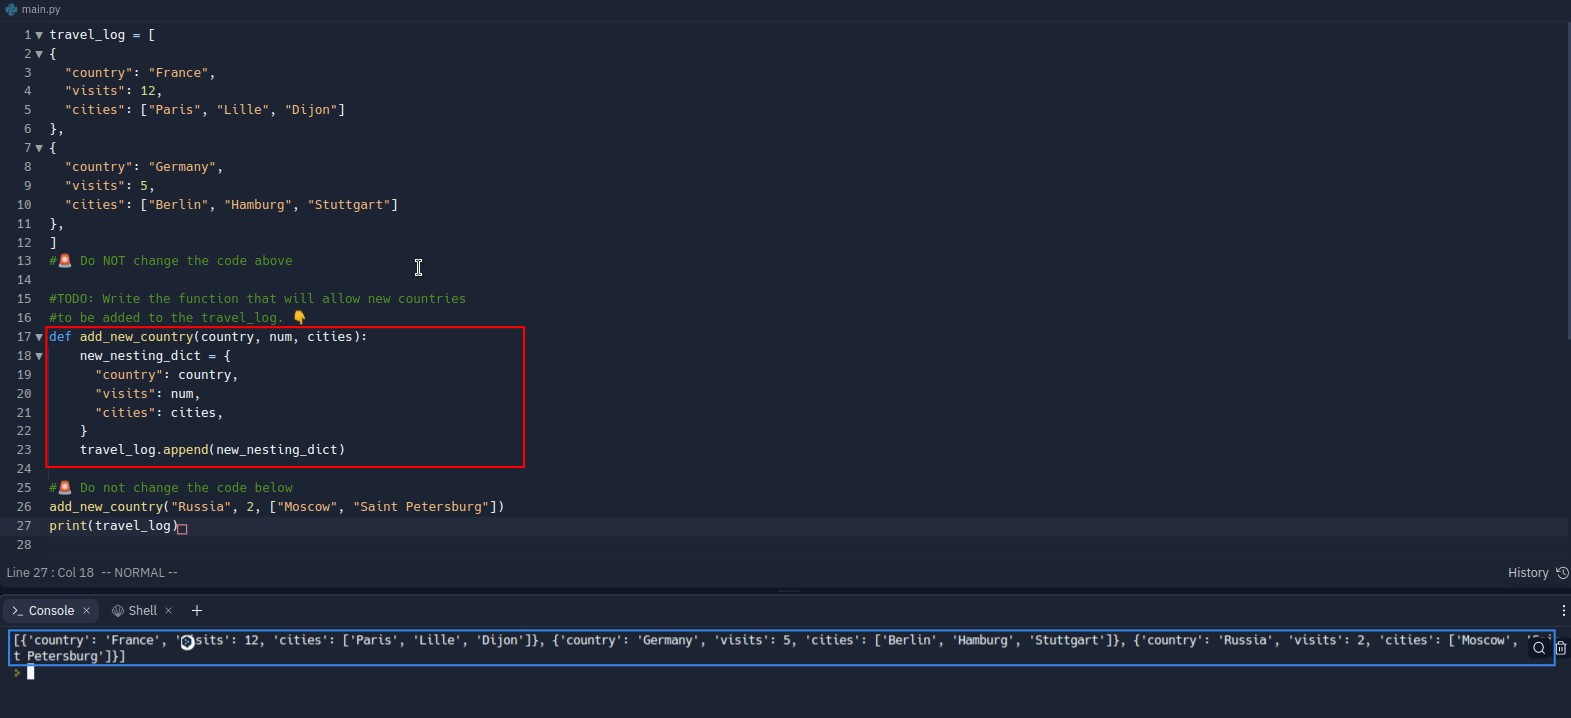 main.py
1 travel_log = [
2 {
3   "country": "France",
4   "visits": 12,
5   "cities": ["Paris", "Lille", "Dijon"]
6 },
7 {
8   "country": "Germany",
9   "visits": 5,
10   "cities": ["Berlin", "Hamburg", "Stuttgart"]
11 },
12 ]
13 #🚨 Do NOT change the code above
14
15 #TODO: Write the function that will allow new countries
16 #to be added to the travel_log. 👇
17 def add_new_country(country, num, cities):
18     new_nesting_dict = {
19       "country": country,
20       "visits": num,
21       "cities": cities,
22     }
23     travel_log.append(new_nesting_dict)
24
25 #🚨 Do not change the code below
26 add_new_country("Russia", 2, ["Moscow", "Saint Petersburg"])
27 print(travel_log)
28
Line 27 : Col 18 -- NORMAL -- History
Console × Shell × +
[{'country': 'France', 'visits': 12, 'cities': ['Paris', 'Lille', 'Dijon']}, {'country': 'Germany', 'visits': 5, 'cities': ['Berlin', 'Hamburg', 'Stuttgart']}, {'country': 'Russia', 'visits': 2, 'cities': ['Moscow', 'Sain
t Petersburg']}]